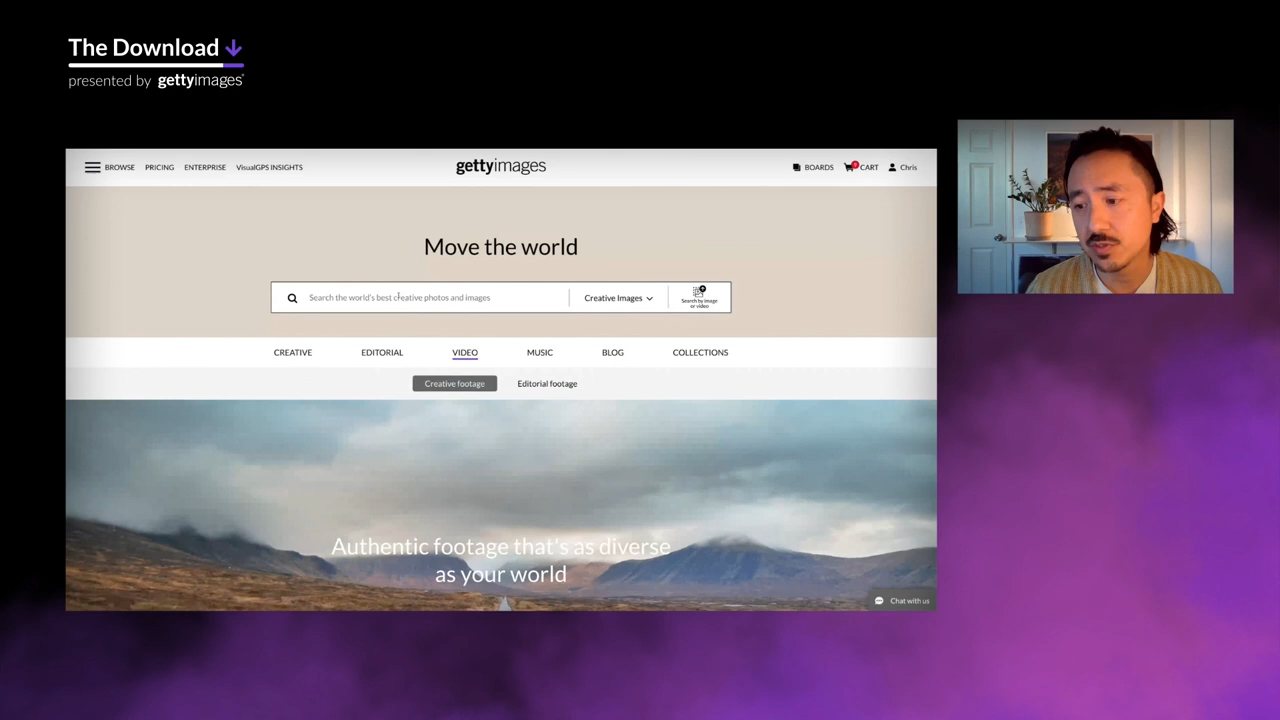 The Download
presented by gettyimages®
BROWSE PRICING ENTERPRISE VisualGPS INSIGHTS gettyimages BOARDS CART Chris
Move the world
Search the world's best creative photos and images Creative Images Search by image
or video
CREATIVE EDITORIAL VIDEO MUSIC BLOG COLLECTIONS
Creative footage Editorial footage
Authentic footage that's as diverse
as your world
Chat with us